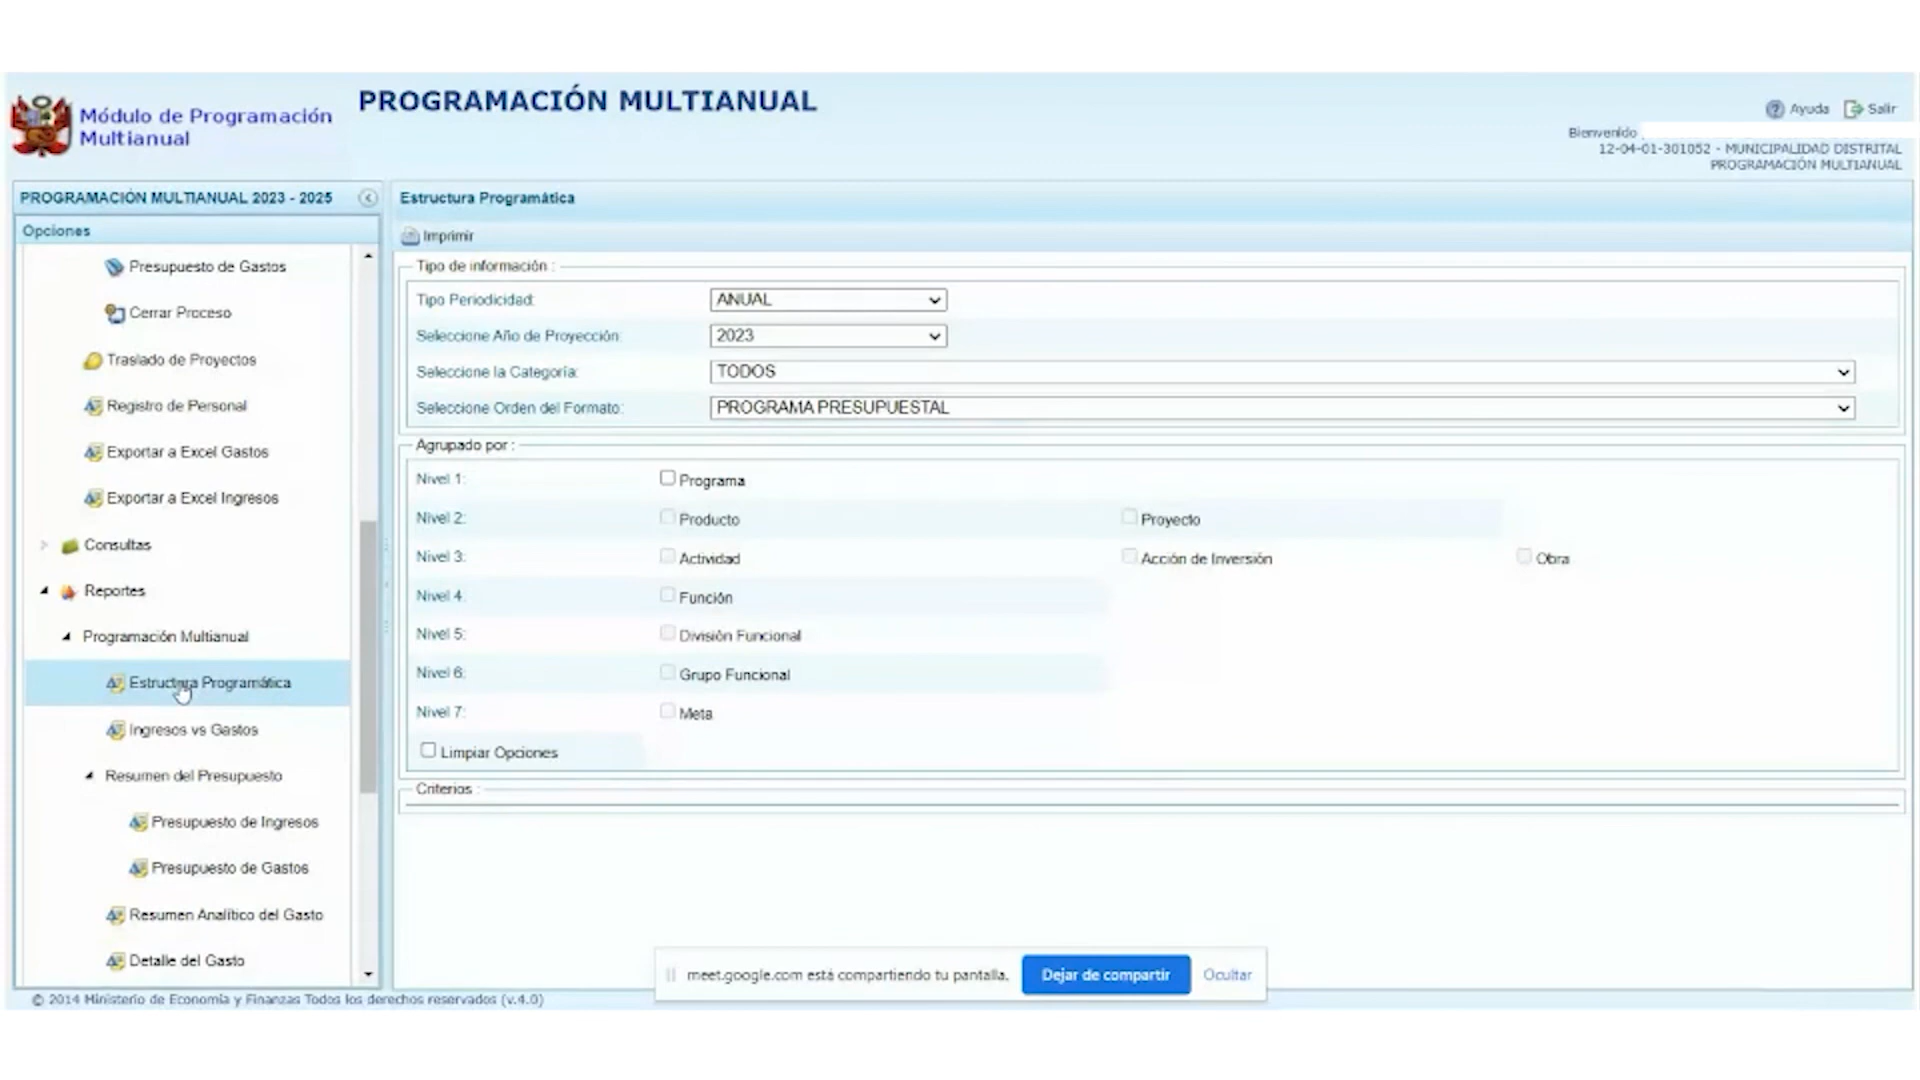 Módulo de Programación
Multianual
PROGRAMACIÓN MULTIANUAL
Ayuda Salir
Bienvenido
12-04-01-301052 - MUNICIPALIDAD DISTRITAL
PROGRAMACIÓN MULTIANUAL
PROGRAMACIÓN MULTIANUAL 2023 - 2025
Opciones
Presupuesto de Gastos
Cerrar Proceso
Traslado de Proyectos
Registro de Personal
Exportar a Excel Gastos
Exportar a Excel Ingresos
Consultas
Reportes
Programación Multianual
Estructura Programática
Ingresos vs Gastos
Resumen del Presupuesto
Presupuesto de Ingresos
Presupuesto de Gastos
Resumen Analítico del Gasto
Detalle del Gasto
Estructura Programática
Imprimir
Tipo de información :
Tipo Periodicidad: ANUAL
Seleccione Año de Proyección: 2023
Seleccione la Categoría: TODOS
Seleccione Orden del Formato: PROGRAMA PRESUPUESTAL
Agrupado por :
Nivel 1: Programa
Nivel 2: Producto Proyecto
Nivel 3: Actividad Acción de Inversión Obra
Nivel 4: Función
Nivel 5: División Funcional
Nivel 6: Grupo Funcional
Nivel 7: Meta
Limpiar Opciones
Criterios :
meet.google.com está compartiendo tu pantalla. Dejar de compartir Ocultar
© 2014 Ministerio de Economía y Finanzas Todos los derechos reservados (v.4.0)